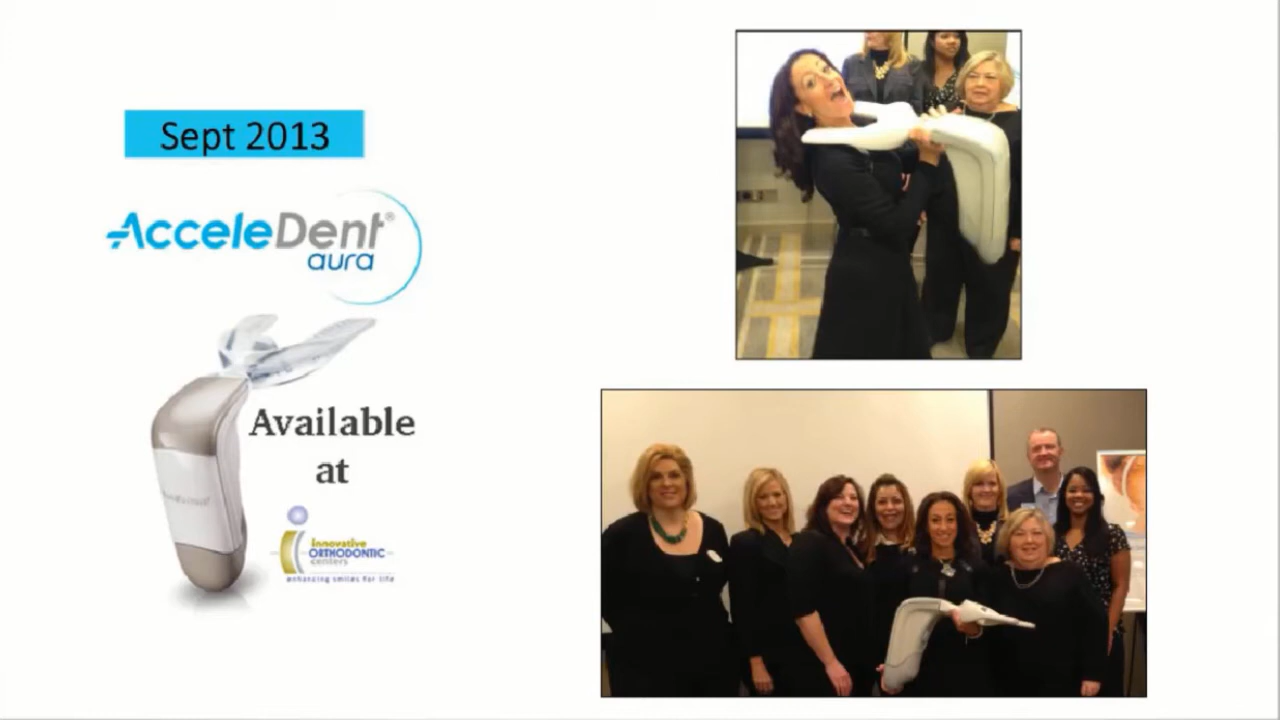 Sept 2013
AcceleDent®
aura
Available
at
Innovative
ORTHODONTIC
centers
enhancing smiles for life